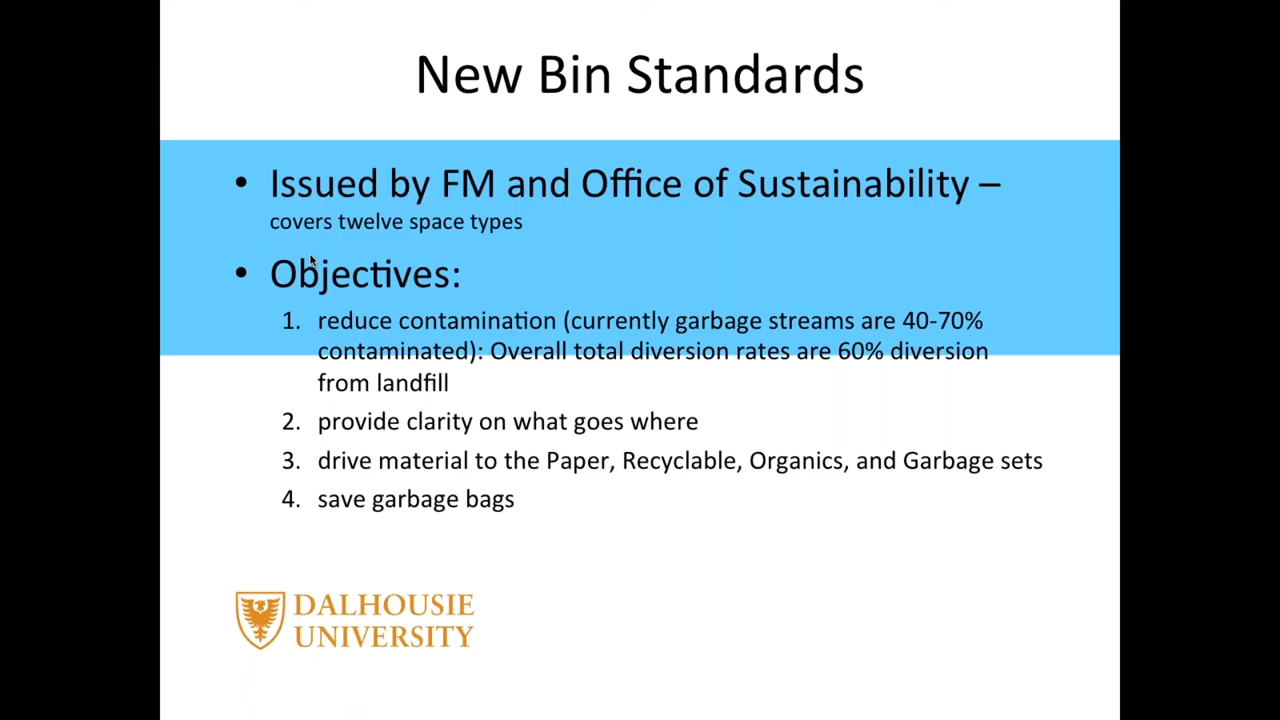 New Bin Standards
• Issued by FM and Office of Sustainability –
covers twelve space types
• Objectives:
1. reduce contamination (currently garbage streams are 40-70%
contaminated): Overall total diversion rates are 60% diversion
from landfill
2. provide clarity on what goes where
3. drive material to the Paper, Recyclable, Organics, and Garbage sets
4. save garbage bags
DALHOUSIE
UNIVERSITY